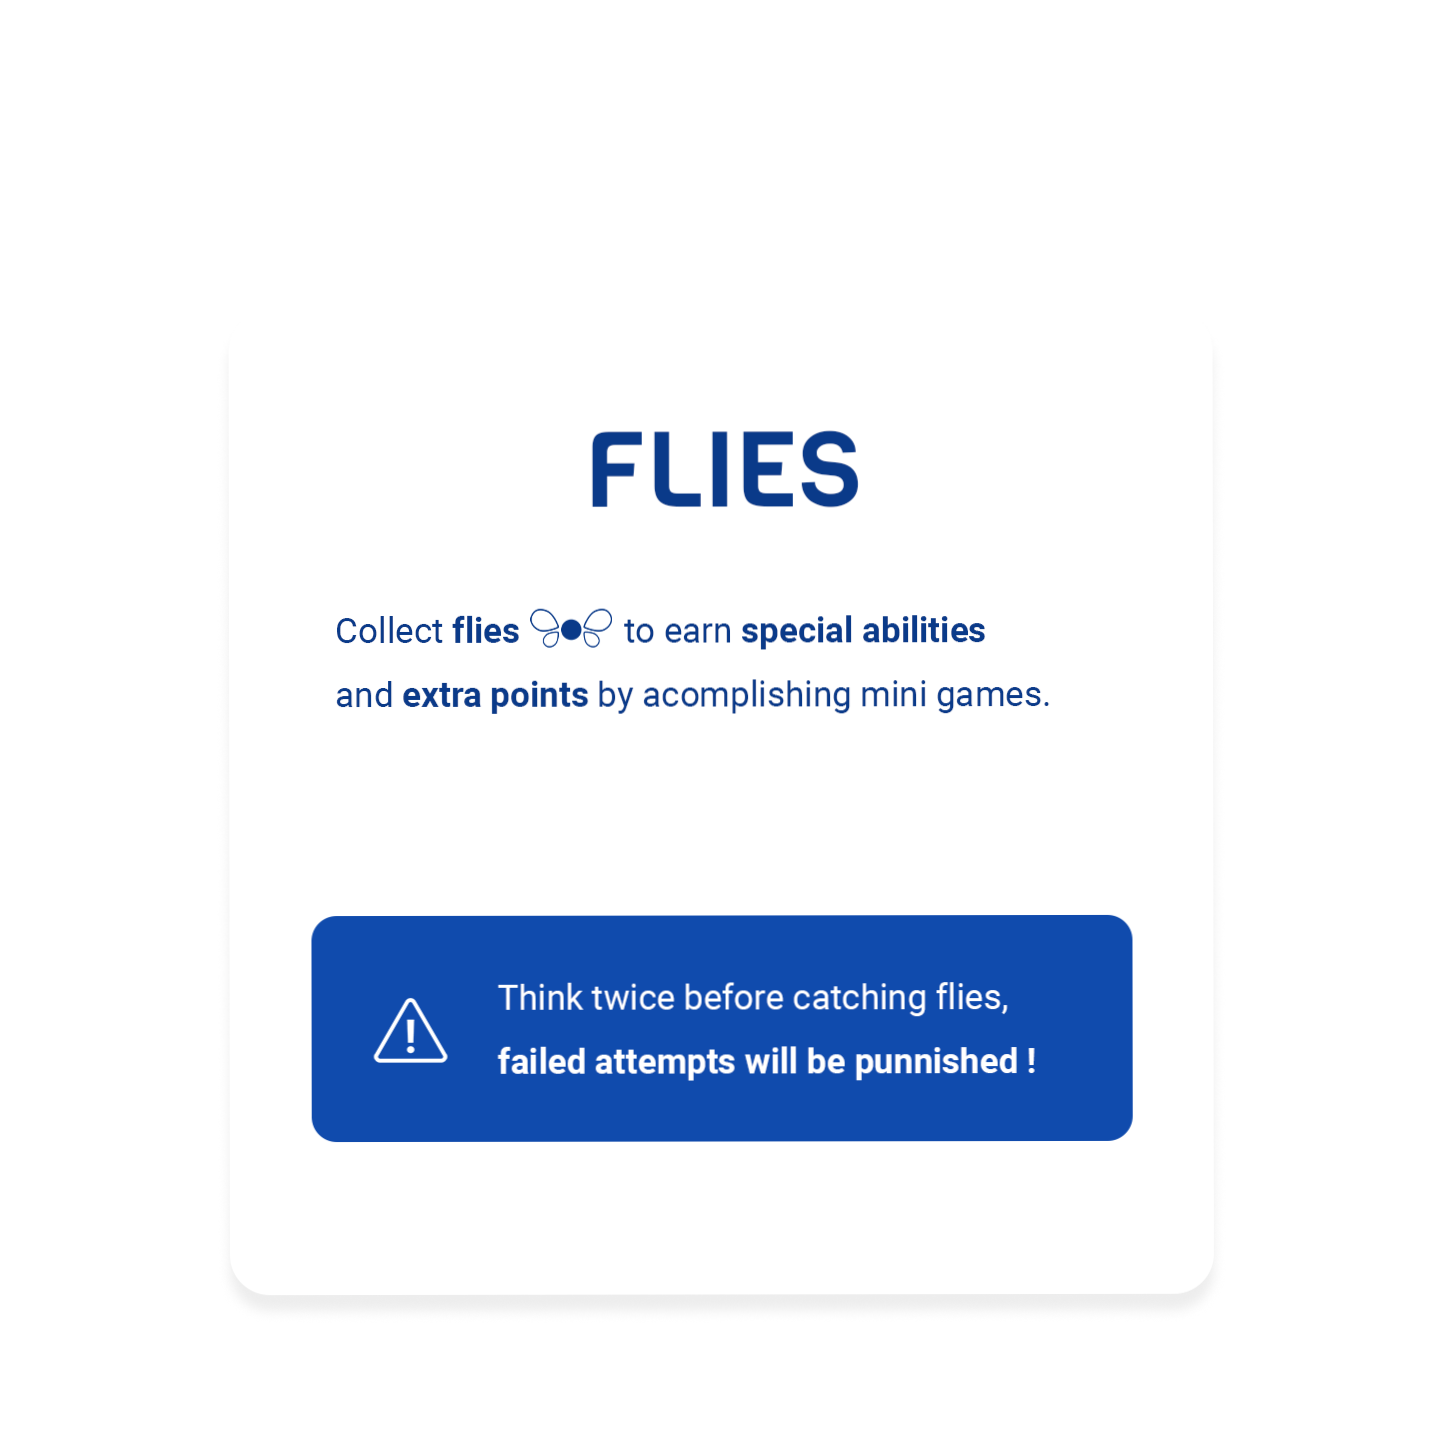 FLIES
Collect flies to earn special abilities
and extra points by acomplishing mini games.
Think twice before catching flies,
failed attempts will be punnished !